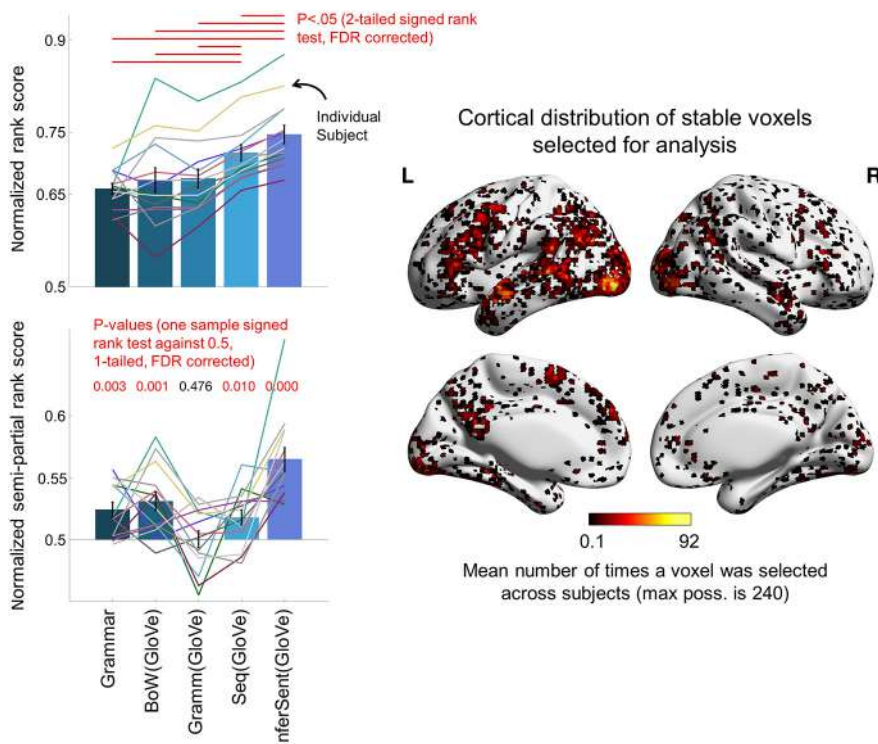 P<.05 (2-tailed signed rank
test, FDR corrected)
0.9
0.75
0.65
0.5
Normalized rank score
Individual
Subject
P-values (one sample signed
rank test against 0.5,
1-tailed, FDR corrected)
0.003 0.001 0.476 0.010 0.000
0.6
0.55
0.5
Normalized semi-partial rank score
Grammar
BoW(GloVe)
Gramm(GloVe)
Seq(GloVe)
nferSent(GloVe)
Cortical distribution of stable voxels
selected for analysis
L R
0.1 92
Mean number of times a voxel was selected
across subjects (max poss. is 240)